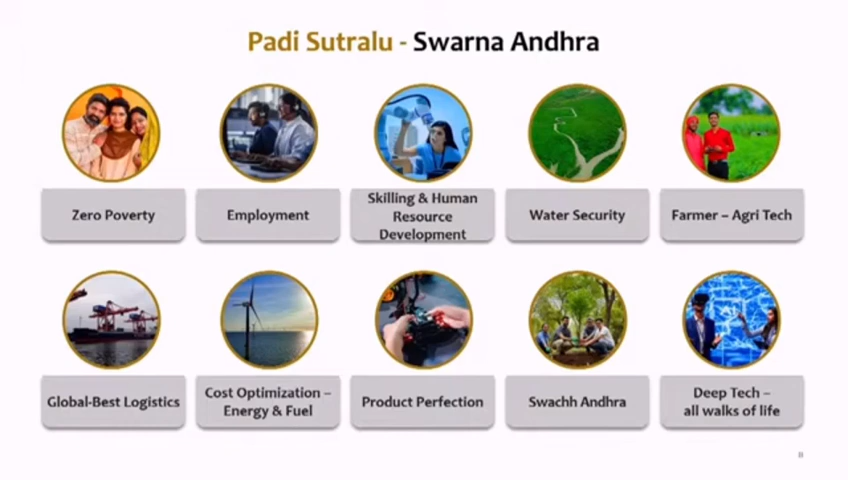 Padi Sutralu - Swarna Andhra
Zero Poverty
Employment
Skilling & Human
Resource
Development
Water Security
Farmer – Agri Tech
Global-Best Logistics
Cost Optimization –
Energy & Fuel
Product Perfection
Swachh Andhra
Deep Tech –
all walks of life